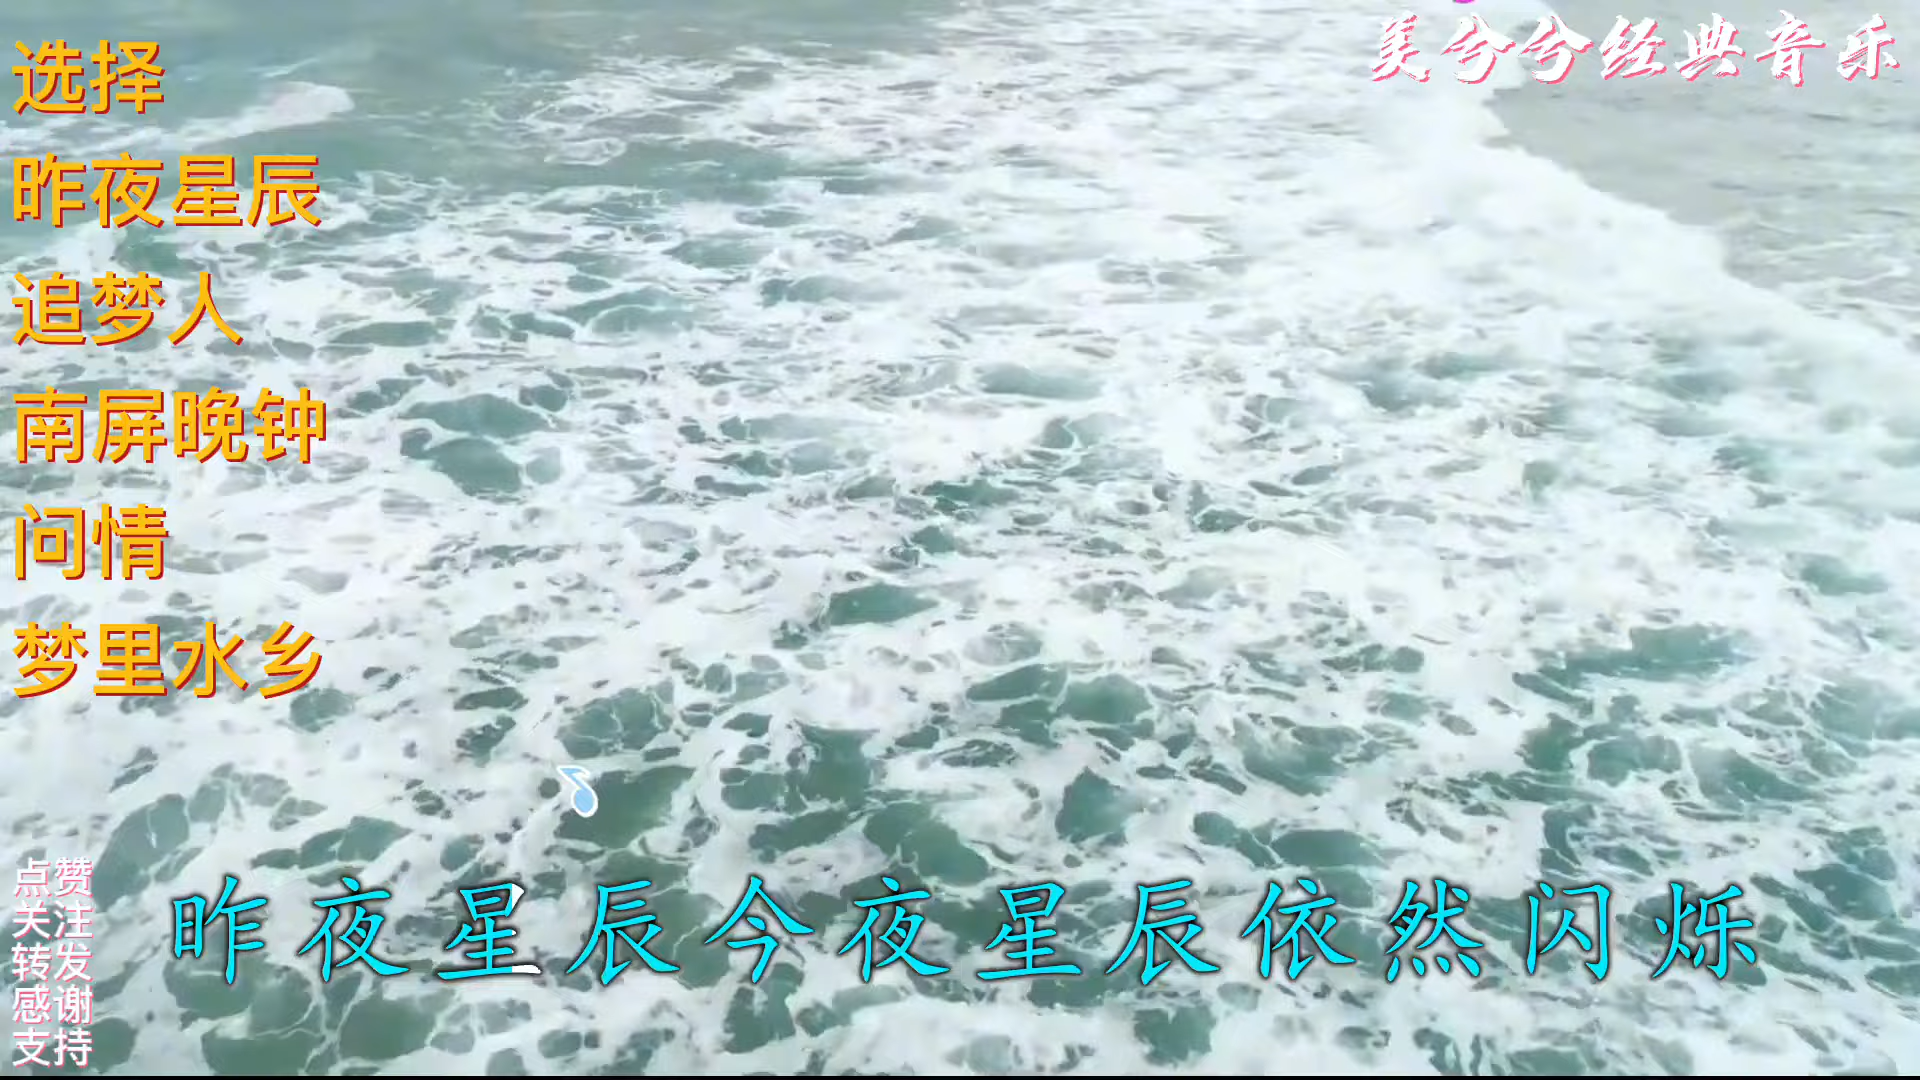 美兮兮经典音乐
选择
昨夜星辰
追梦人
南屏晚钟
问情
梦里水乡
点赞
关注
转发
感谢
支持
昨夜星辰今夜星辰依然闪烁